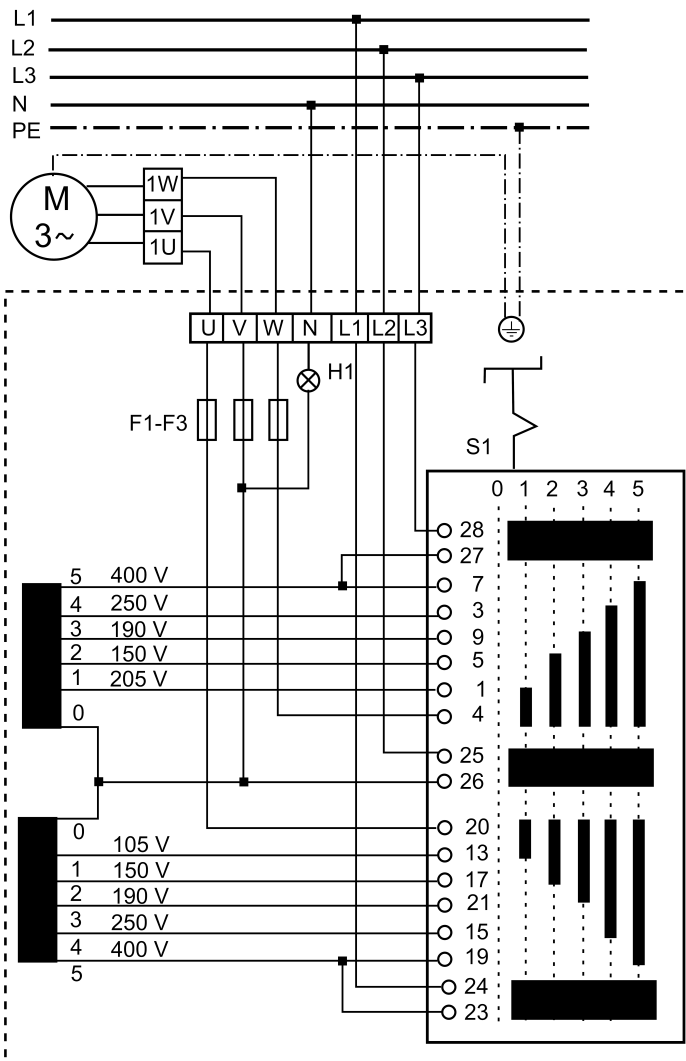 L1
L2
L3
N
PE
M
3~
1W
1V
1U
U V W N L1 L2 L3
H1
F1-F3
S1
0 1 2 3 4 5
28
27
5 400 V 7
4 250 V 3
3 190 V 9
2 150 V 5
1 205 V 1
0 4
25
26
0 20
105 V 13
1 150 V 17
2 190 V 21
3 250 V 15
4 400 V 19
5
24
23